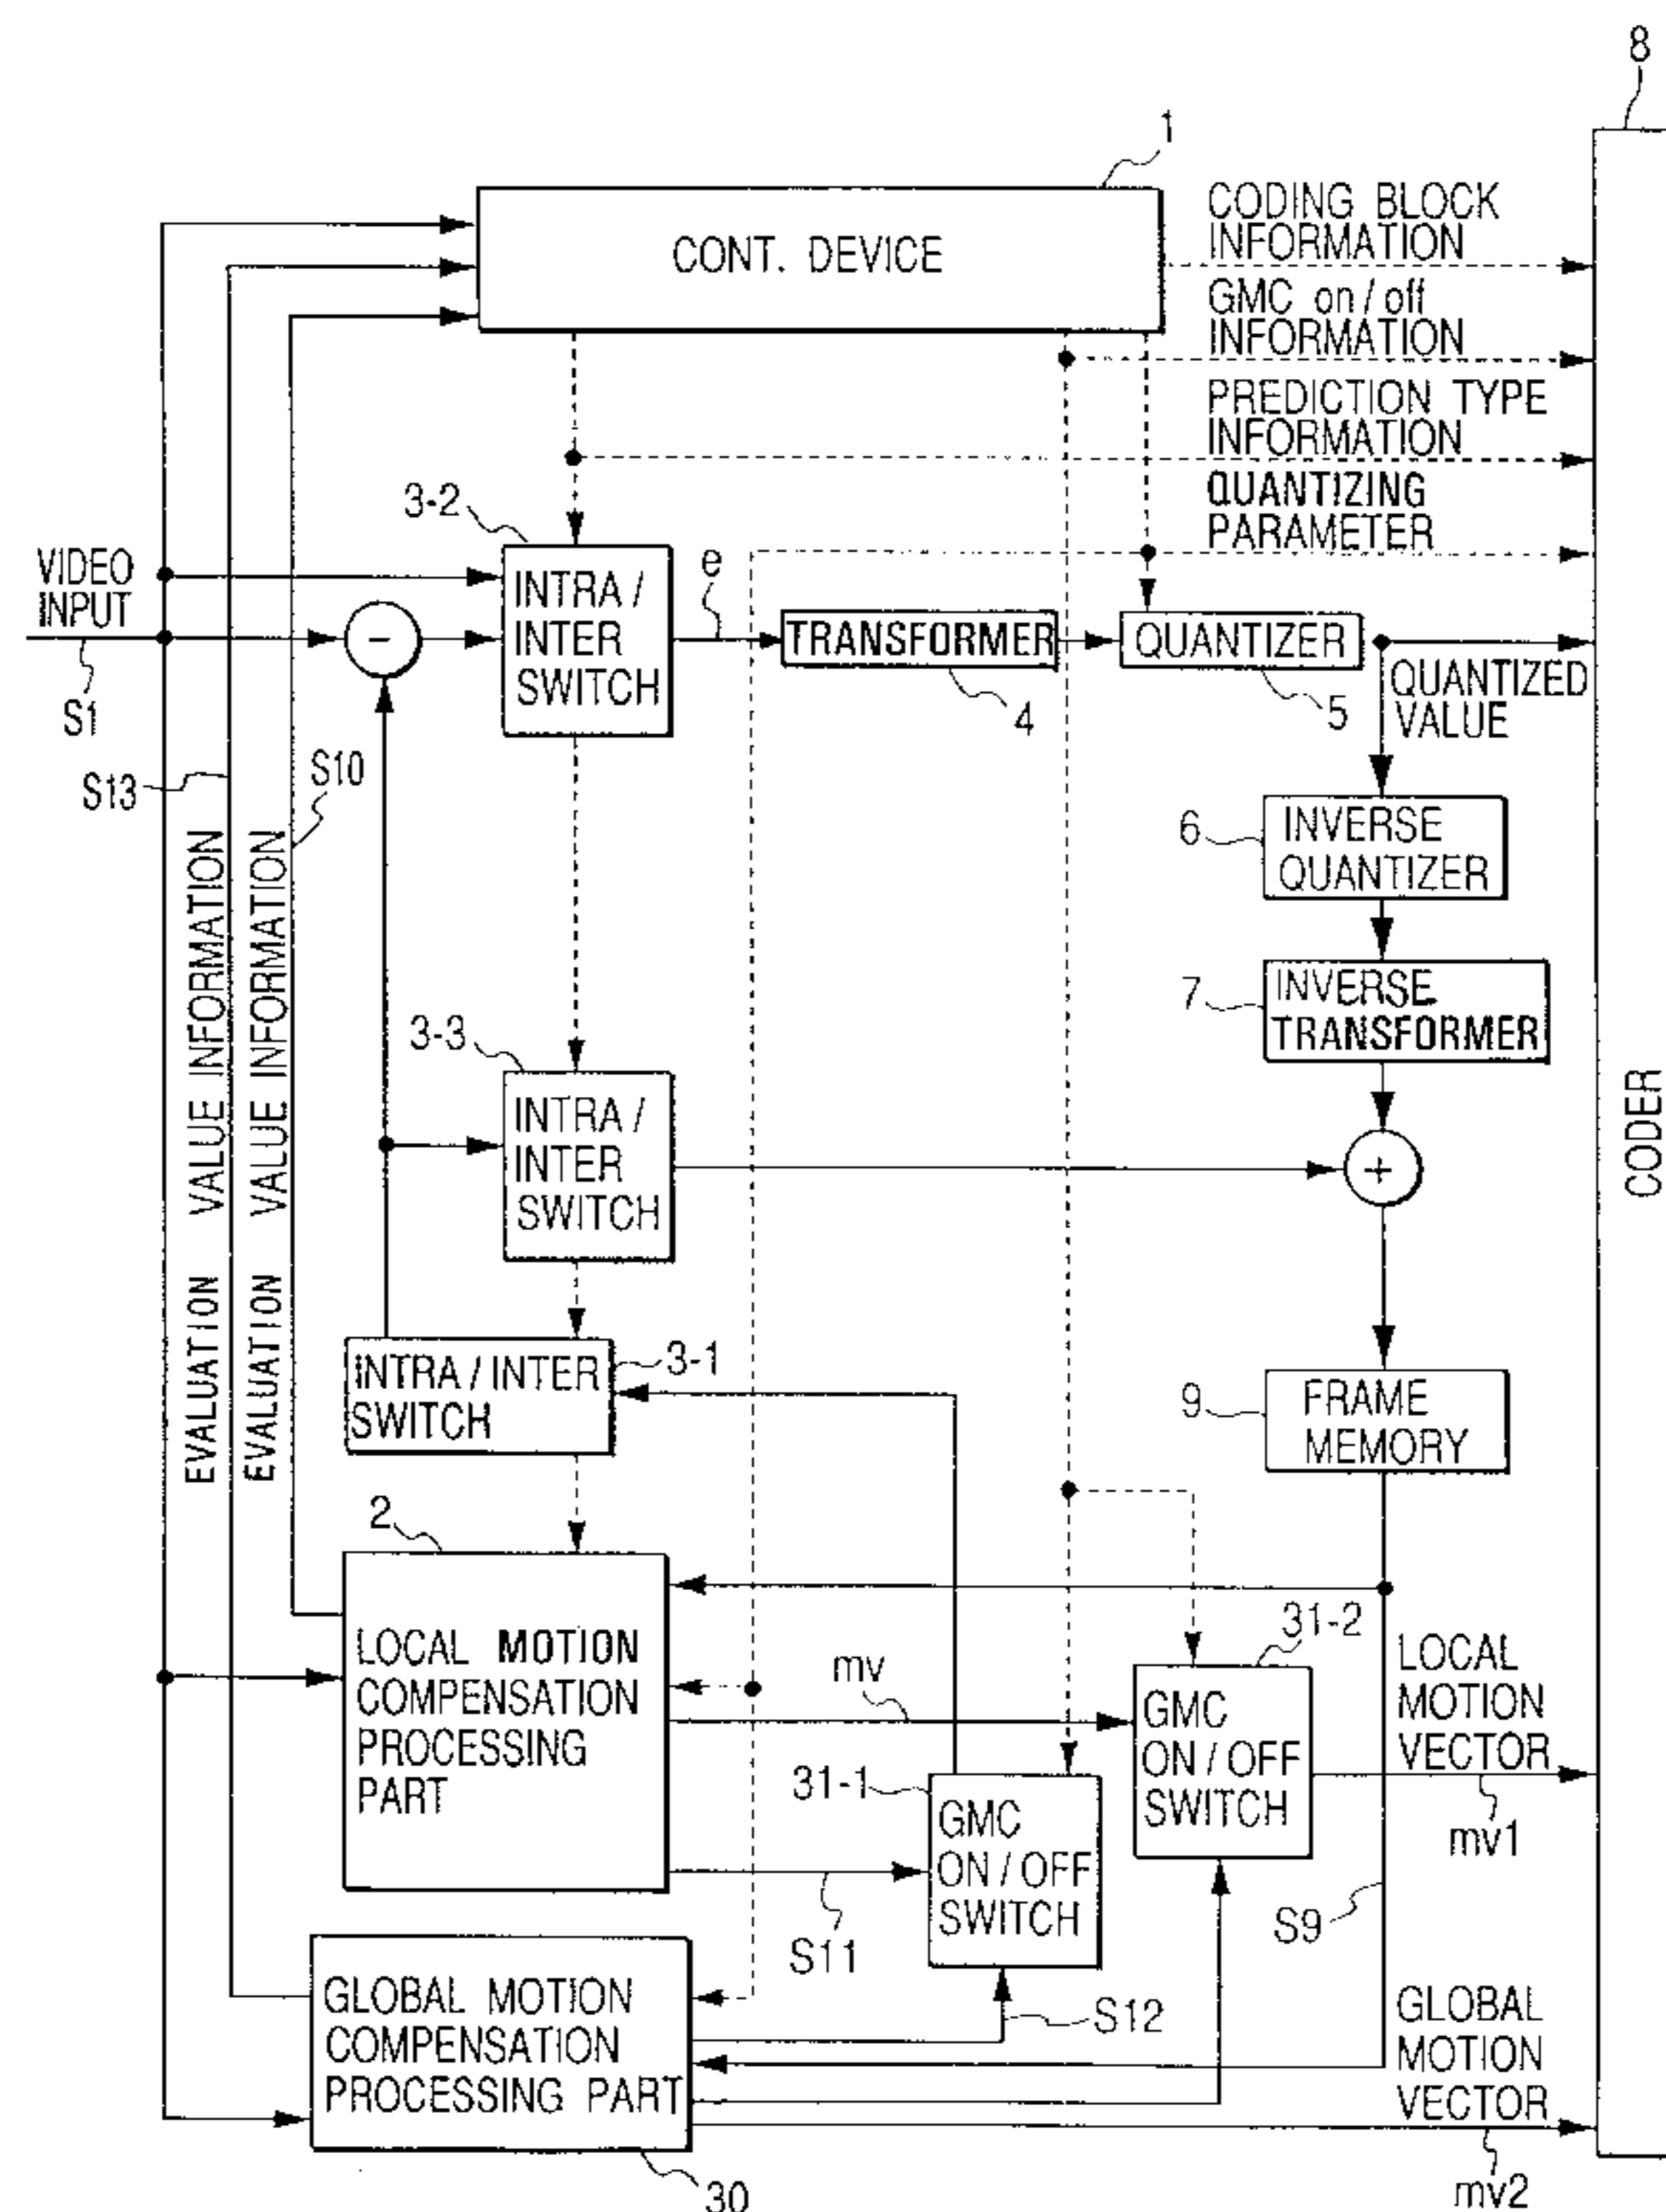 8
1
CONT. DEVICE
CODING BLOCK
INFORMATION
GMC on/off
INFORMATION
PREDICTION TYPE
INFORMATION
QUANTIZING
PARAMETER
3-2
VIDEO
INPUT
S1
-
INTRA /
INTER
SWITCH
e
TRANSFORMER
4
QUANTIZER
5
QUANTIZED
VALUE
S13
S10
EVALUATION VALUE INFORMATION
EVALUATION VALUE INFORMATION
6
INVERSE
QUANTIZER
7
INVERSE
TRANSFORMER
3-3
INTRA /
INTER
SWITCH
+
CODER
3-1
INTRA / INTER
SWITCH
9
FRAME
MEMORY
2
LOCAL MOTION
COMPENSATION
PROCESSING
PART
mv
31-2
GMC
ON / OFF
SWITCH
LOCAL
MOTION
VECTOR
mv1
31-1
GMC
ON / OFF
SWITCH
S11
S9
GLOBAL MOTION
COMPENSATION
PROCESSING PART
S12
GLOBAL
MOTION
VECTOR
30
mv2